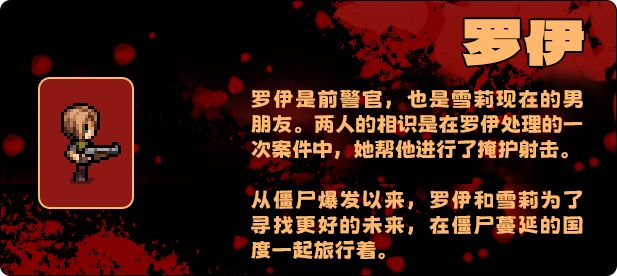 罗伊
罗伊是前警官，也是雪莉现在的男
朋友。两人的相识是在罗伊处理的一
次案件中，她帮他进行了掩护射击。
从僵尸爆发以来，罗伊和雪莉为了
寻找更好的未来，在僵尸蔓延的国
度一起旅行着。